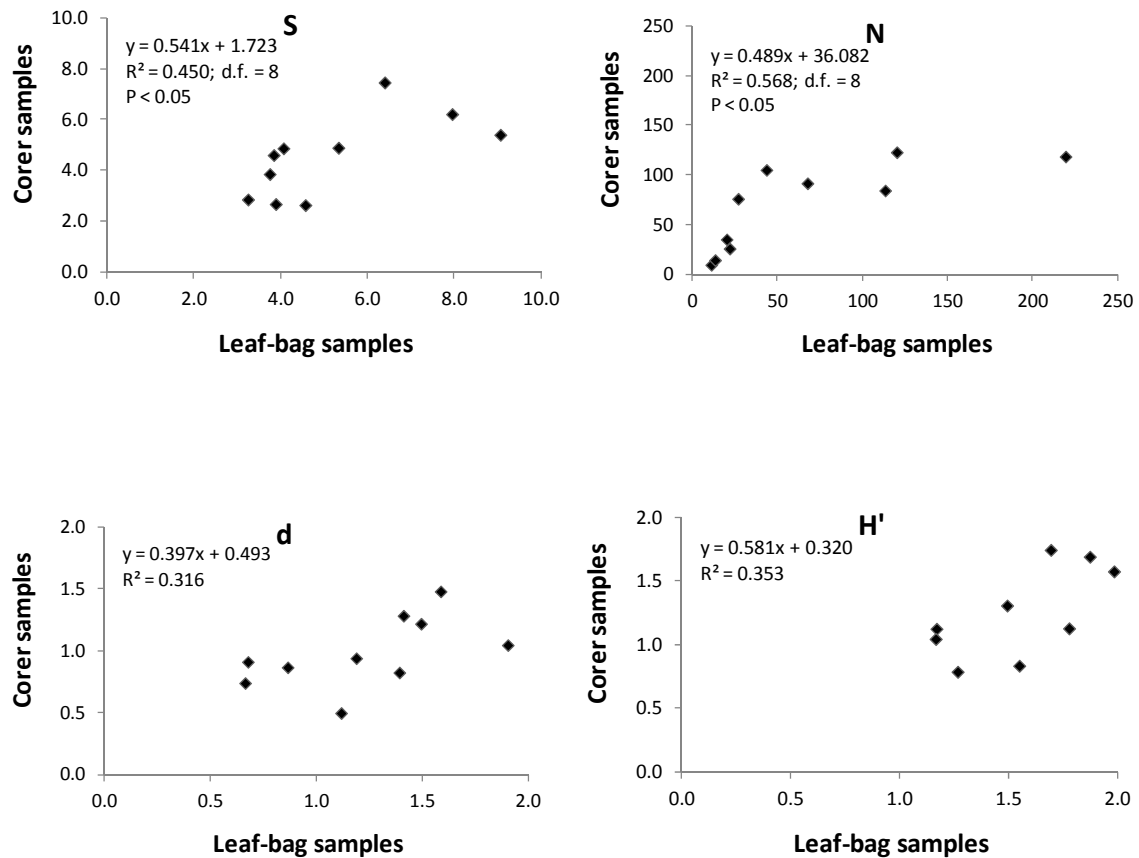 S
y = 0.541x + 1.723
R² = 0.450; d.f. = 8
P < 0.05
Corer samples
10.0
8.0
6.0
4.0
2.0
0.0
0.0 2.0 4.0 6.0 8.0 10.0
Leaf-bag samples
N
y = 0.489x + 36.082
R² = 0.568; d.f. = 8
P < 0.05
Corer samples
250
200
150
100
50
0
0 50 100 150 200 250
Leaf-bag samples
d
y = 0.397x + 0.493
R² = 0.316
Corer samples
2.0
1.5
1.0
0.5
0.0
0.0 0.5 1.0 1.5 2.0
Leaf-bag samples
H'
y = 0.581x + 0.320
R² = 0.353
Corer samples
2.0
1.5
1.0
0.5
0.0
0.0 0.5 1.0 1.5 2.0
Leaf-bag samples